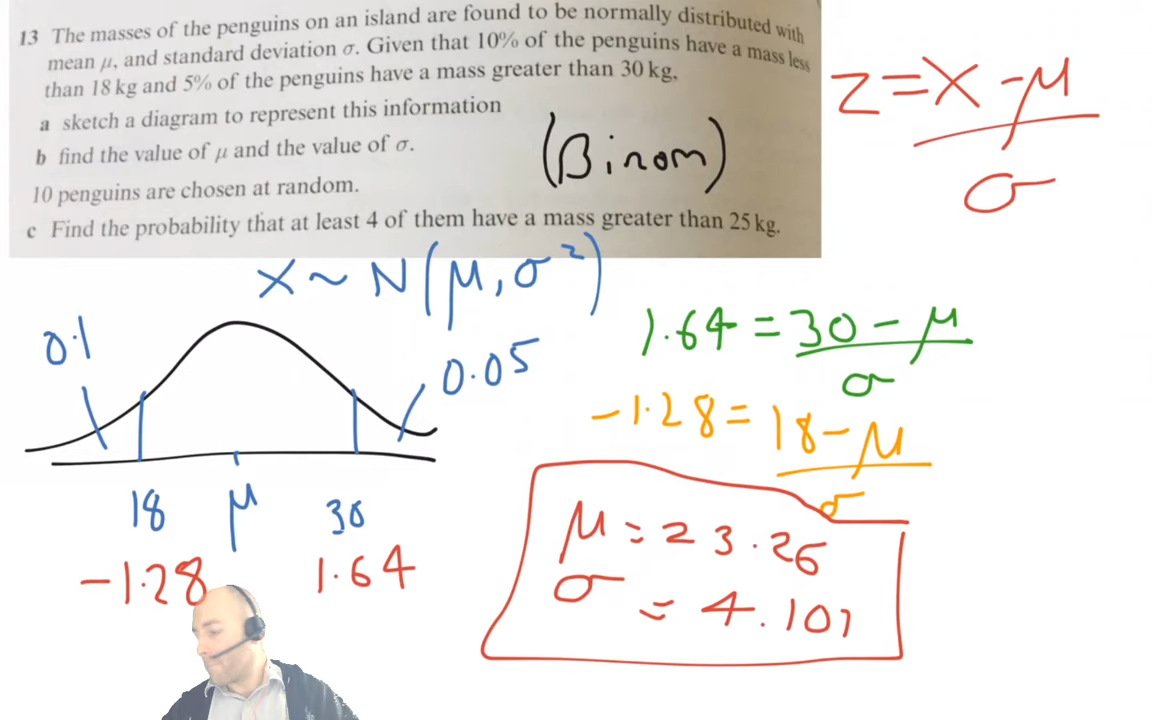 13 The masses of the penguins on an island are found to be normally distributed with
mean μ, and standard deviation σ. Given that 10% of the penguins have a mass less
than 18 kg and 5% of the penguins have a mass greater than 30 kg,
a sketch a diagram to represent this information
b find the value of μ and the value of σ.
10 penguins are chosen at random.
c Find the probability that at least 4 of them have a mass greater than 25 kg.
(Binom)
z = x - μ
σ
X ~ N(μ, σ²)
0.1
0.05
18 μ 30
-1.28 1.64
1.64 = 30 - μ
σ
-1.28 = 18 - μ
σ
μ = 23.26
σ = 4.107